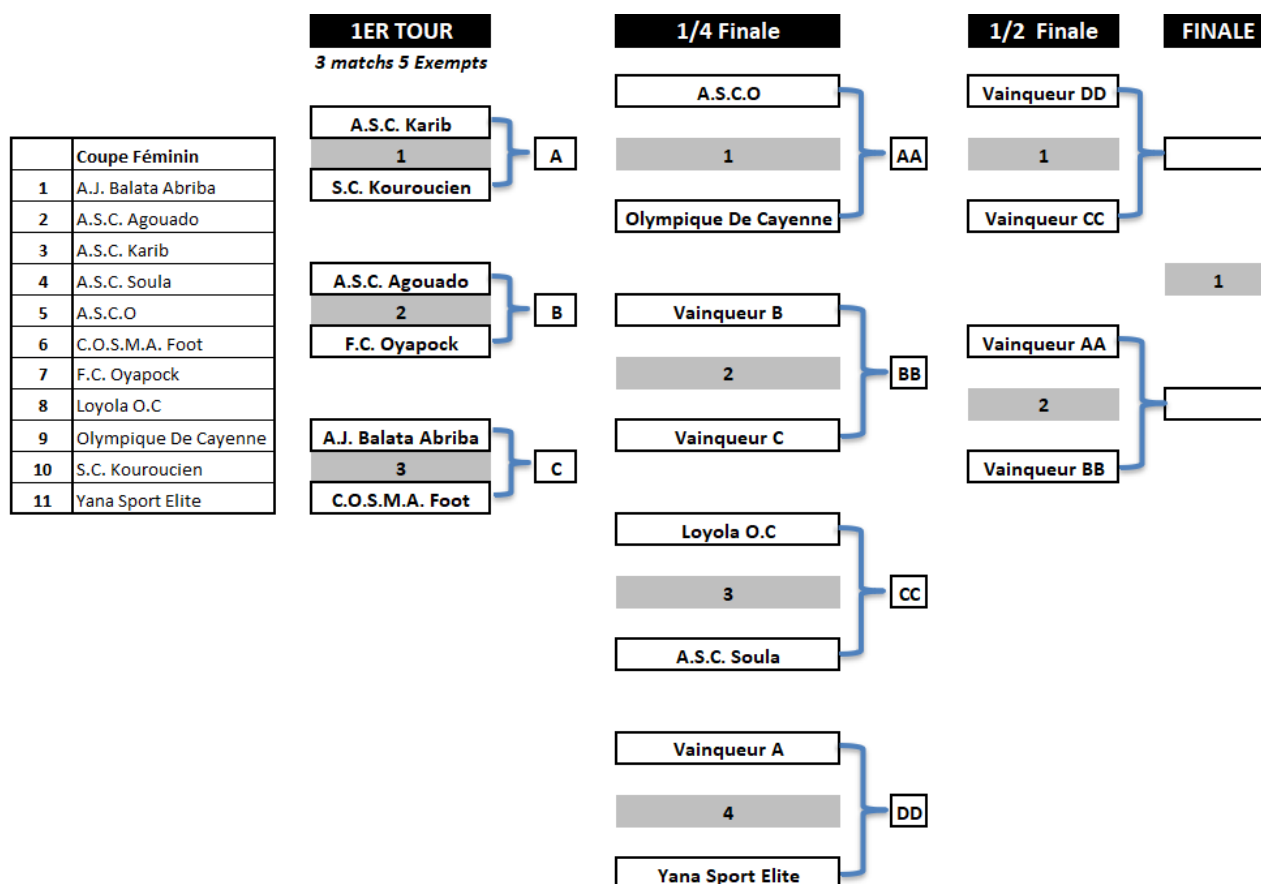 1ER TOUR
3 matchs 5 Exempts
1/4 Finale
1/2 Finale
FINALE
Coupe Féminin
1 A.J. Balata Abriba
2 A.S.C. Agouado
3 A.S.C. Karib
4 A.S.C. Soula
5 A.S.C.O
6 C.O.S.M.A. Foot
7 F.C. Oyapock
8 Loyola O.C
9 Olympique De Cayenne
10 S.C. Kouroucien
11 Yana Sport Elite
A.S.C. Karib
1
A
S.C. Kouroucien
A.S.C. Agouado
2
B
F.C. Oyapock
A.J. Balata Abriba
3
C
C.O.S.M.A. Foot
A.S.C.O
1
AA
Olympique De Cayenne
Vainqueur B
2
BB
Vainqueur C
Loyola O.C
3
CC
A.S.C. Soula
Vainqueur A
4
DD
Yana Sport Elite
Vainqueur DD
1
Vainqueur CC
Vainqueur AA
2
Vainqueur BB
1